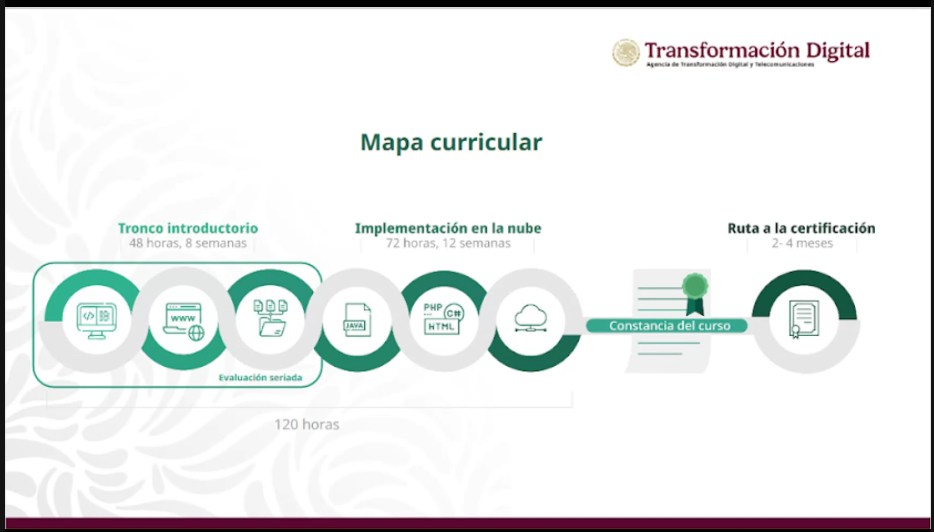 Transformación Digital
Agencia de Transformación Digital y Telecomunicaciones
Mapa curricular
Tronco introductorio
48 horas, 8 semanas
Implementación en la nube
72 horas, 12 semanas
Ruta a la certificación
2- 4 meses
WWW
JAVA
PHP
C#
HTML
Constancia del curso
Evaluación seriada
120 horas